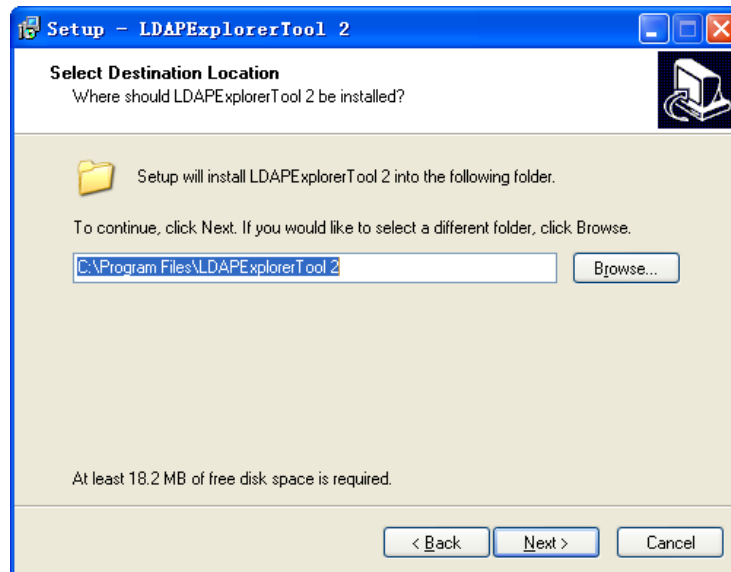 Setup - LDAPExplorerTool 2
Select Destination Location
Where should LDAPExplorerTool 2 be installed?
Setup will install LDAPExplorerTool 2 into the following folder.
To continue, click Next. If you would like to select a different folder, click Browse.
C:\Program Files\LDAPExplorerTool 2
Browse...
At least 18.2 MB of free disk space is required.
< Back
Next >
Cancel